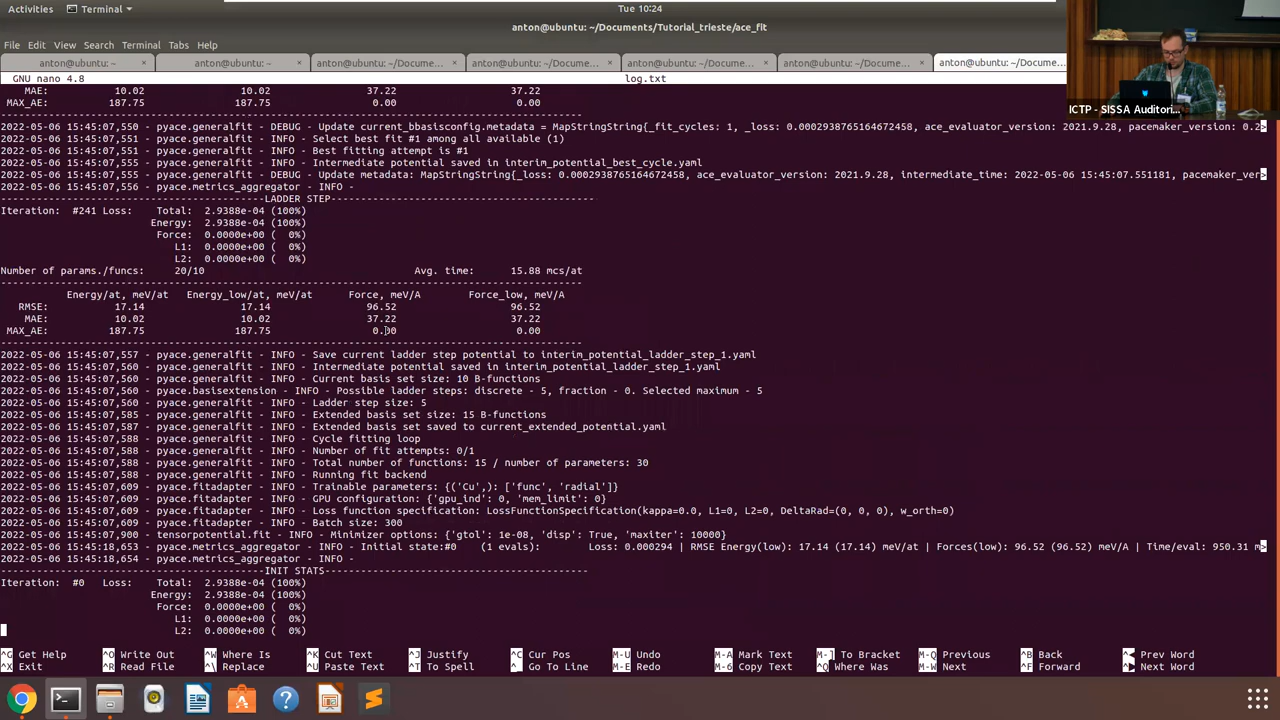 Activities
Terminal
Tue 10:24
anton@ubuntu: ~/Documents/Tutorial_trieste/ace_fit
File Edit View Search Terminal Tabs Help
anton@ubuntu: ~ × anton@ubuntu: ~ × anton@ubuntu: ~/Docume... × anton@ubuntu: ~/Docume... × anton@ubuntu: ~/Docume... × anton@ubuntu: ~/Docume... × anton@ubuntu: ~/Docume...
GNU nano 4.8 log.txt
MAE: 10.02 10.02 37.22 37.22
MAX_AE: 187.75 187.75 0.00 0.00
--------------------------------------------------------------------------------
2022-05-06 15:45:07,550 - pyace.generalfit - DEBUG - Update current_bbasisconfig.metadata = MapStringString{_fit_cycles: 1, _loss: 0.0002938765164672458, ace_evaluator_version: 2021.9.28, pacemaker_version: 0.2>
2022-05-06 15:45:07,551 - pyace.generalfit - INFO - Select best fit #1 among all available (1)
2022-05-06 15:45:07,551 - pyace.generalfit - INFO - Best fitting attempt is #1
2022-05-06 15:45:07,555 - pyace.generalfit - INFO - Intermediate potential saved in interim_potential_best_cycle.yaml
2022-05-06 15:45:07,555 - pyace.generalfit - DEBUG - Update metadata: MapStringString{_loss: 0.0002938765164672458, ace_evaluator_version: 2021.9.28, intermediate_time: 2022-05-06 15:45:07.551181, pacemaker_ver>
2022-05-06 15:45:07,556 - pyace.metrics_aggregator - INFO -
--------------------------------------------LADDER STEP--------------------------------------------
Iteration: #241 Loss: Total: 2.9388e-04 (100%)
Energy: 2.9388e-04 (100%)
Force: 0.0000e+00 ( 0%)
L1: 0.0000e+00 ( 0%)
L2: 0.0000e+00 ( 0%)
Number of params./funcs: 20/10 Avg. time: 15.88 mcs/at
--------------------------------------------------------------------------------
Energy/at, meV/at Energy_low/at, meV/at Force, meV/A Force_low, meV/A
RMSE: 17.14 17.14 96.52 96.52
MAE: 10.02 10.02 37.22 37.22
MAX_AE: 187.75 187.75 0.00 0.00
--------------------------------------------------------------------------------
2022-05-06 15:45:07,557 - pyace.generalfit - INFO - Save current ladder step potential to interim_potential_ladder_step_1.yaml
2022-05-06 15:45:07,560 - pyace.generalfit - INFO - Intermediate potential saved in interim_potential_ladder_step_1.yaml
2022-05-06 15:45:07,560 - pyace.generalfit - INFO - Current basis set size: 10 B-functions
2022-05-06 15:45:07,560 - pyace.basisextension - INFO - Possible ladder steps: discrete - 5, fraction - 0. Selected maximum - 5
2022-05-06 15:45:07,560 - pyace.generalfit - INFO - Ladder step size: 5
2022-05-06 15:45:07,585 - pyace.generalfit - INFO - Extended basis set size: 15 B-functions
2022-05-06 15:45:07,587 - pyace.generalfit - INFO - Extended basis set saved to current_extended_potential.yaml
2022-05-06 15:45:07,588 - pyace.generalfit - INFO - Cycle fitting loop
2022-05-06 15:45:07,588 - pyace.generalfit - INFO - Number of fit attempts: 0/1
2022-05-06 15:45:07,588 - pyace.generalfit - INFO - Total number of functions: 15 / number of parameters: 30
2022-05-06 15:45:07,588 - pyace.generalfit - INFO - Running fit backend
2022-05-06 15:45:07,609 - pyace.fitadapter - INFO - Trainable parameters: {('Cu',): ['func', 'radial']}
2022-05-06 15:45:07,609 - pyace.fitadapter - INFO - GPU configuration: {'gpu_ind': 0, 'mem_limit': 0}
2022-05-06 15:45:07,609 - pyace.fitadapter - INFO - Loss function specification: LossFunctionSpecification(kappa=0.0, L1=0, L2=0, DeltaRad=(0, 0, 0), w_orth=0)
2022-05-06 15:45:07,609 - pyace.fitadapter - INFO - Batch size: 300
2022-05-06 15:45:07,900 - tensorpotential.fit - INFO - Minimizer options: {'gtol': 1e-08, 'disp': True, 'maxiter': 10000}
2022-05-06 15:45:18,653 - pyace.metrics_aggregator - INFO - Initial state:#0 (1 evals): Loss: 0.000294 | RMSE Energy(low): 17.14 (17.14) meV/at | Forces(low): 96.52 (96.52) meV/A | Time/eval: 950.31 m>
2022-05-06 15:45:18,654 - pyace.metrics_aggregator - INFO -
--------------------------------------------INIT STATS--------------------------------------------
Iteration: #0 Loss: Total: 2.9388e-04 (100%)
Energy: 2.9388e-04 (100%)
Force: 0.0000e+00 ( 0%)
L1: 0.0000e+00 ( 0%)
L2: 0.0000e+00 ( 0%)
^G Get Help ^O Write Out ^W Where Is ^K Cut Text ^J Justify ^C Cur Pos M-U Undo M-A Mark Text M-] To Bracket M-Q Previous ^B Back Prev Word
^X Exit ^R Read File ^\ Replace ^U Paste Text ^T To Spell ^_ Go To Line M-E Redo M-6 Copy Text ^Q Where Was M-W Next ^F Forward Next Word
ICTP - SISSA Auditori...